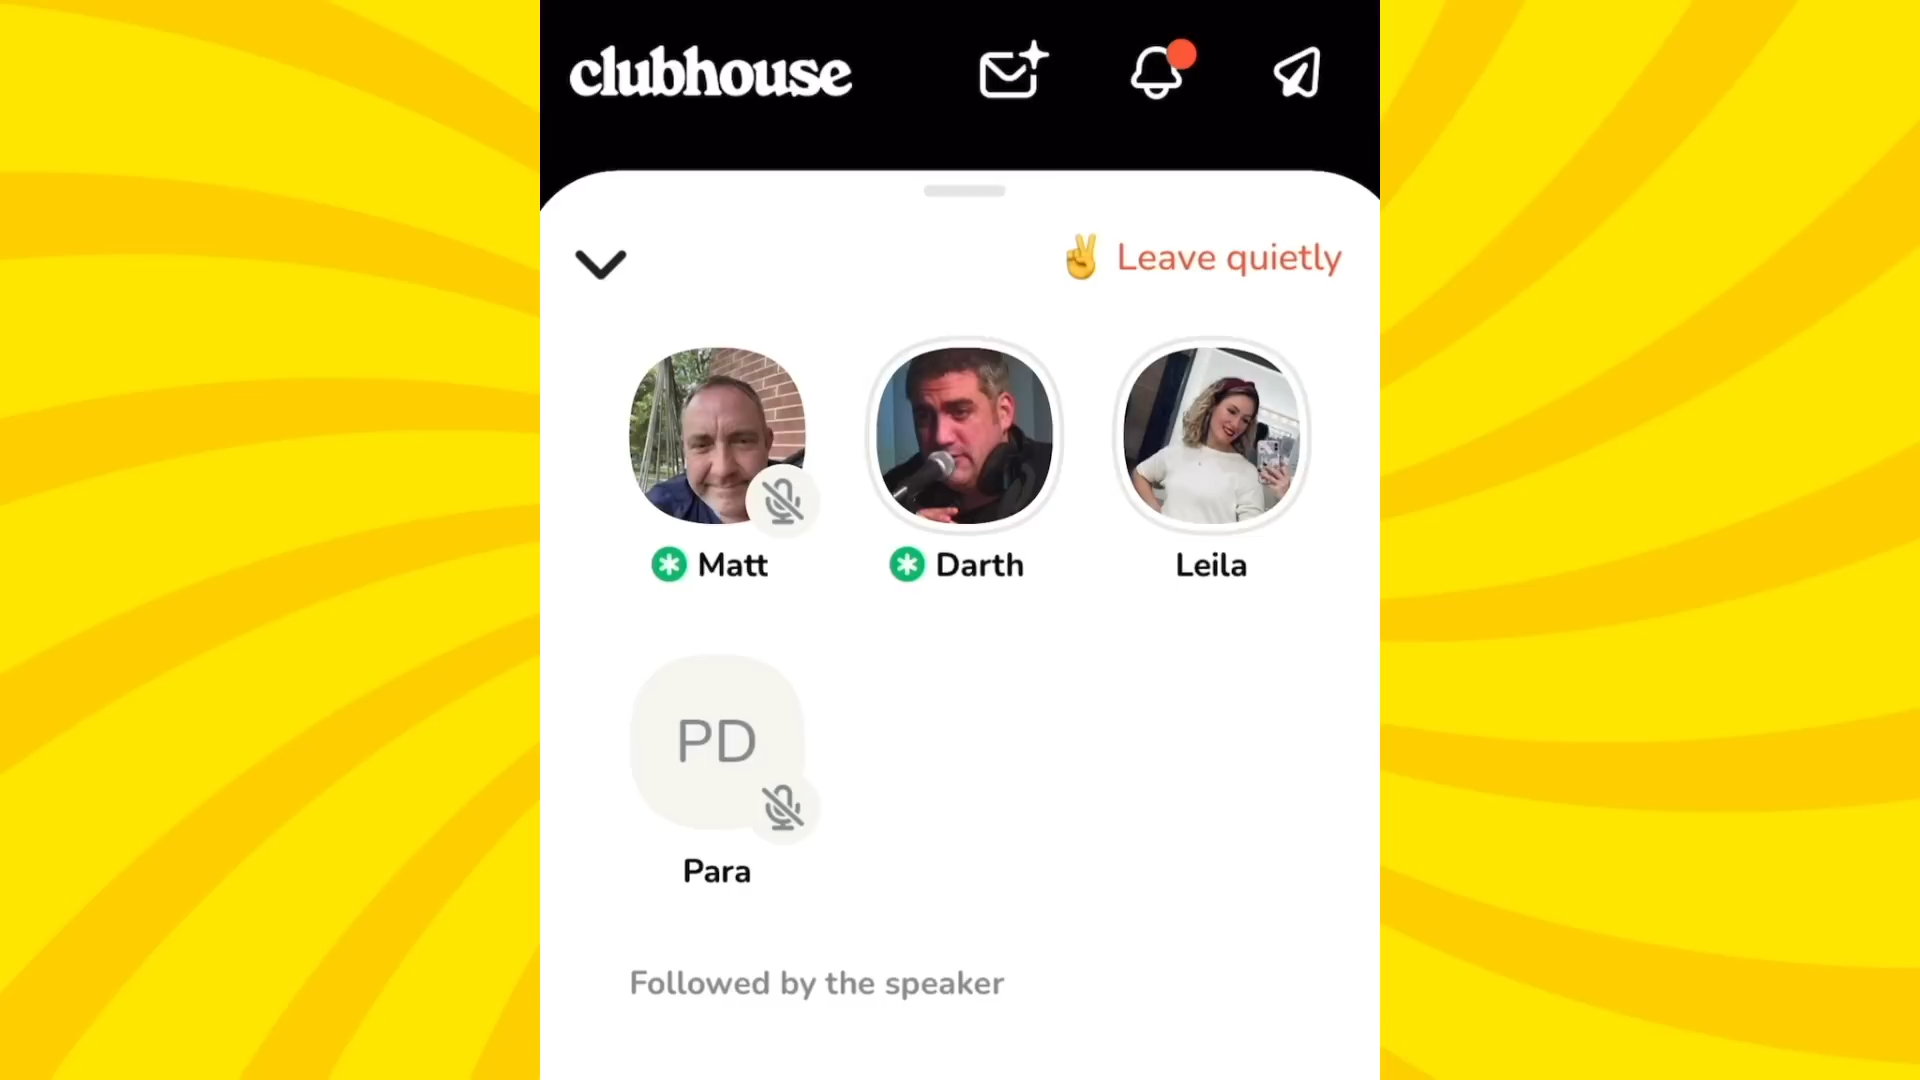 clubhouse
✌️ Leave quietly
Matt
Darth
Leila
PD
Para
Followed by the speaker